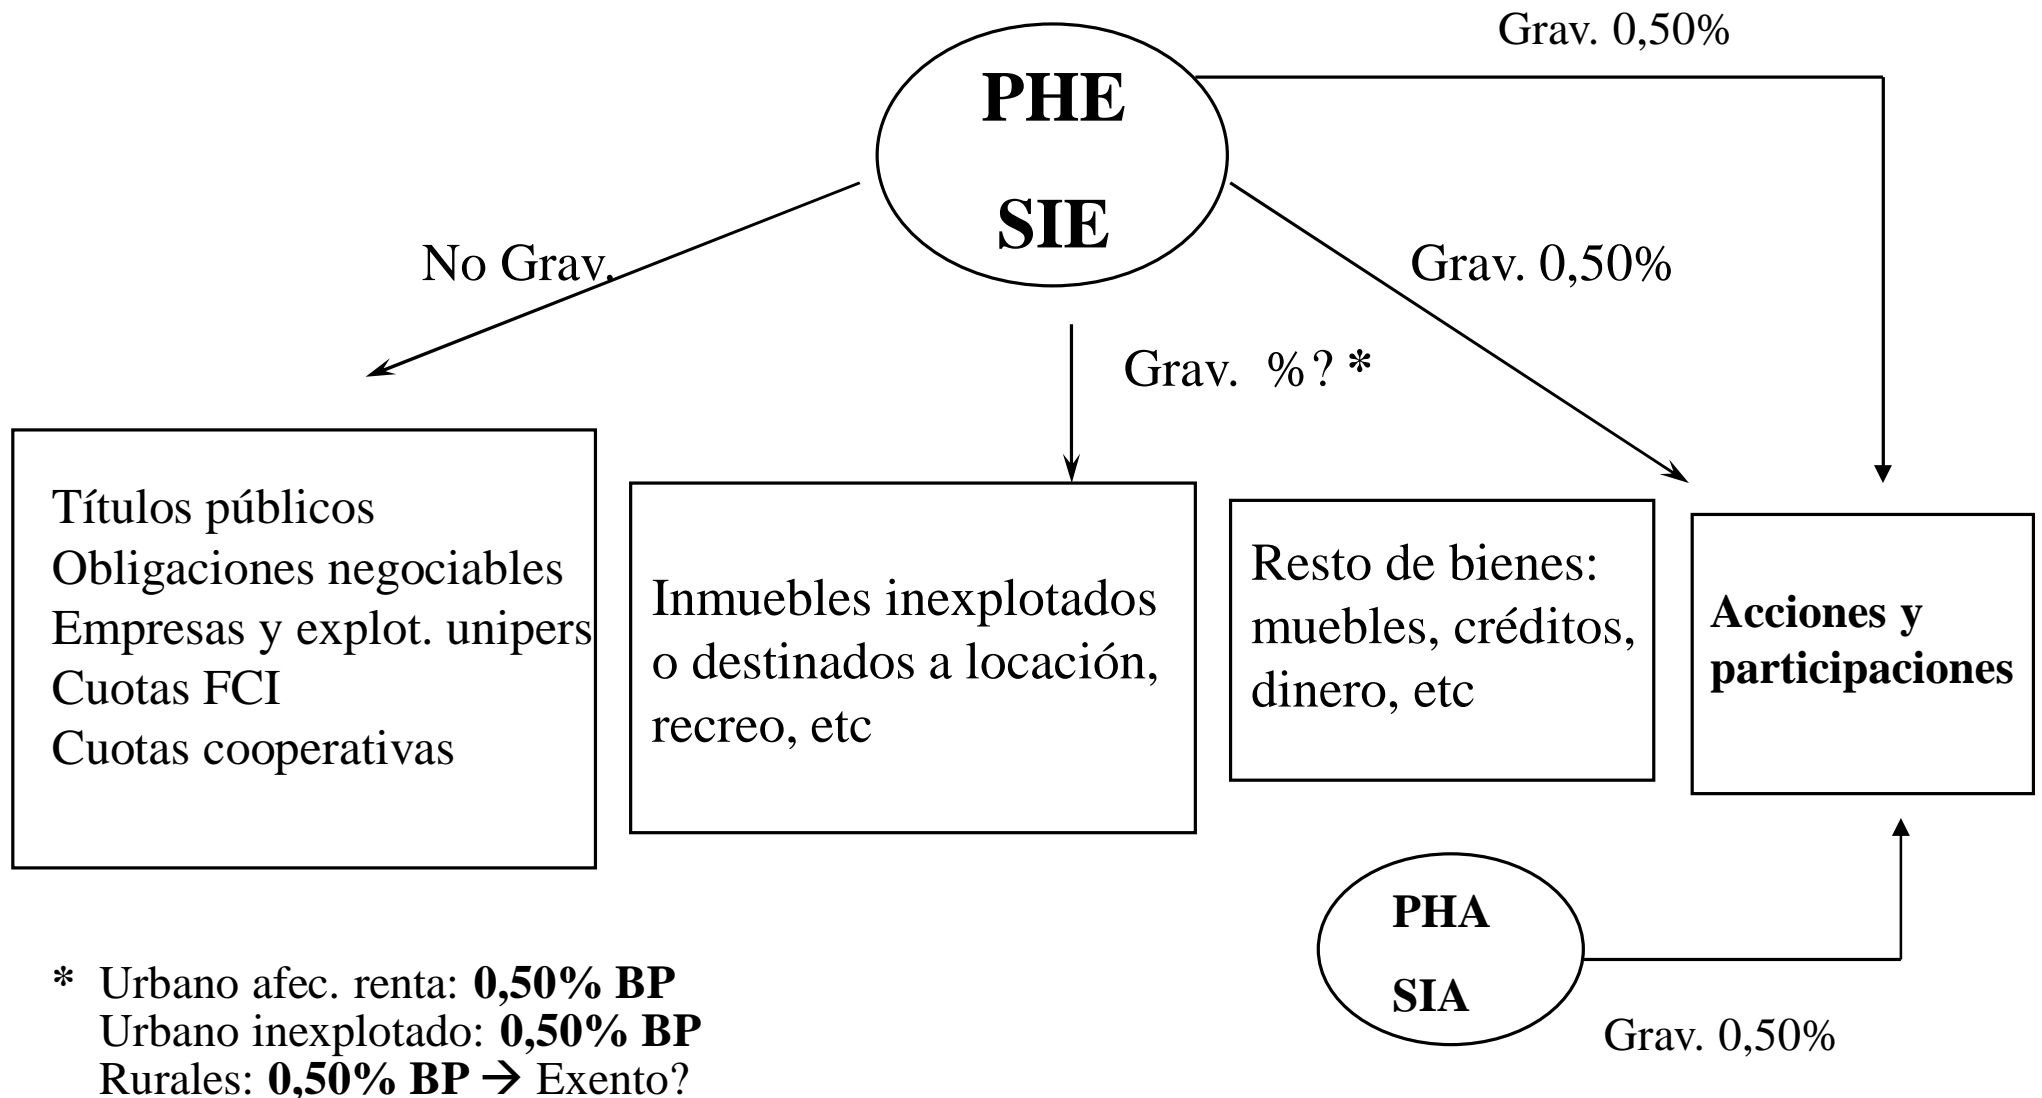 Grav. 0,50%
PHE
SIE
No Grav.
Grav. 0,50%
Grav. %? *
Títulos públicos
Obligaciones negociables
Empresas y explot. unipers
Cuotas FCI
Cuotas cooperativas
Inmuebles inexplotados
o destinados a locación,
recreo, etc
Resto de bienes:
muebles, créditos,
dinero, etc
Acciones y
participaciones
PHA
SIA
Grav. 0,50%
* Urbano afec. renta: 0,50% BP
Urbano inexplotado: 0,50% BP
Rurales: 0,50% BP → Exento?